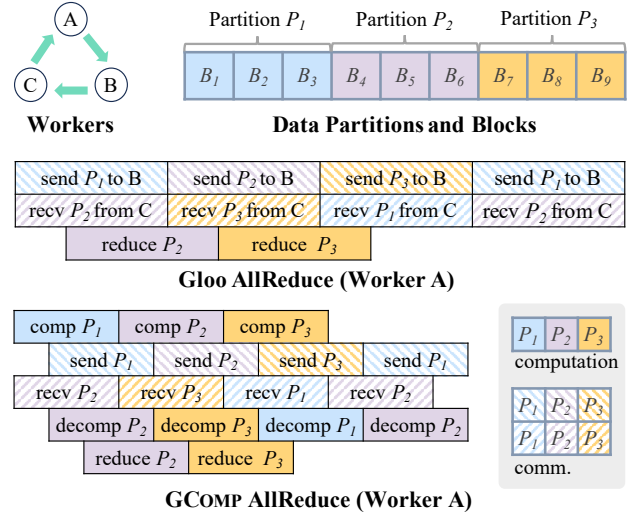 A
C
B
Workers
Partition P1 Partition P2 Partition P3
B1 B2 B3 B4 B5 B6 B7 B8 B9
Data Partitions and Blocks
send P1 to B send P2 to B send P3 to B send P1 to B
recv P2 from C recv P3 from C recv P1 from C recv P2 from C
reduce P2 reduce P3
Gloo AllReduce (Worker A)
comp P1 comp P2 comp P3
send P1 send P2 send P3 send P1
recv P2 recv P3 recv P1 recv P2
decomp P2 decomp P3 decomp P1 decomp P2
reduce P2 reduce P3
GCOMP AllReduce (Worker A)
P1 P2 P3
computation
P1 P2 P3
P1 P2 P3
comm.